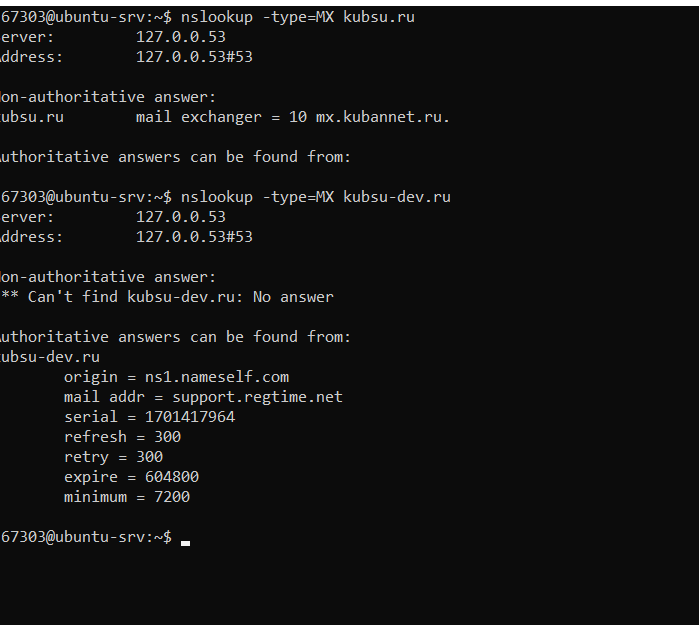 67303@ubuntu-srv:~$ nslookup -type=MX kubsu.ru
erver: 127.0.0.53
ddress: 127.0.0.53#53
on-authoritative answer:
ubsu.ru mail exchanger = 10 mx.kubannet.ru.
uthoritative answers can be found from:
67303@ubuntu-srv:~$ nslookup -type=MX kubsu-dev.ru
erver: 127.0.0.53
ddress: 127.0.0.53#53
on-authoritative answer:
** Can't find kubsu-dev.ru: No answer
uthoritative answers can be found from:
ubsu-dev.ru
origin = ns1.nameself.com
mail addr = support.regtime.net
serial = 1701417964
refresh = 300
retry = 300
expire = 604800
minimum = 7200
67303@ubuntu-srv:~$